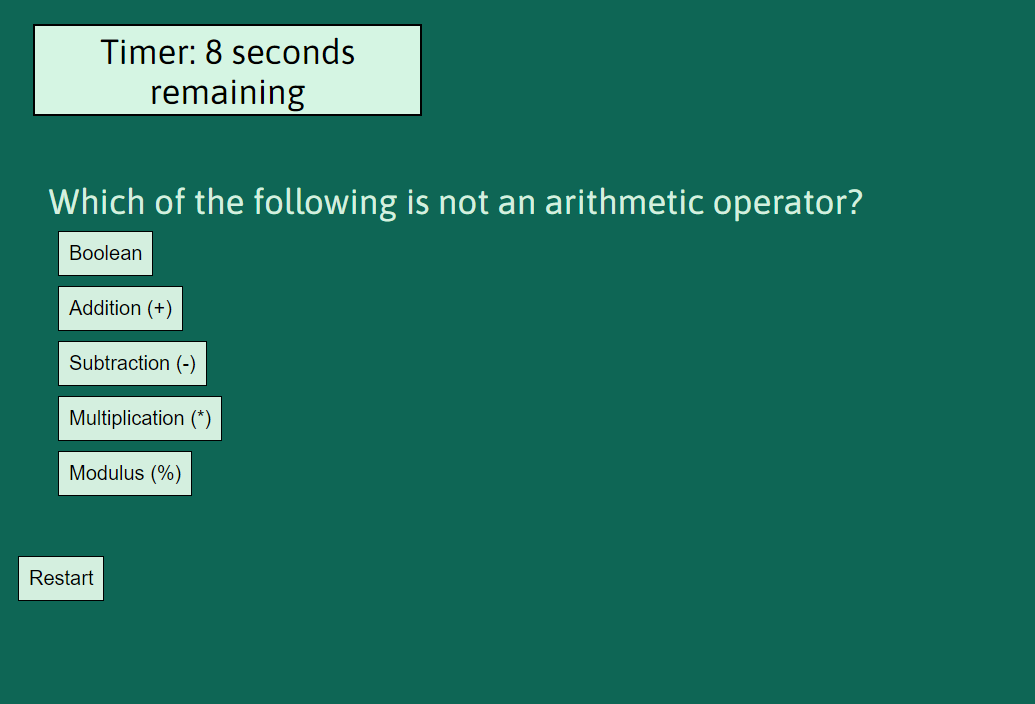 Timer: 8 seconds
remaining
Which of the following is not an arithmetic operator?
Boolean
Addition (+)
Subtraction (-)
Multiplication (*)
Modulus (%)
Restart